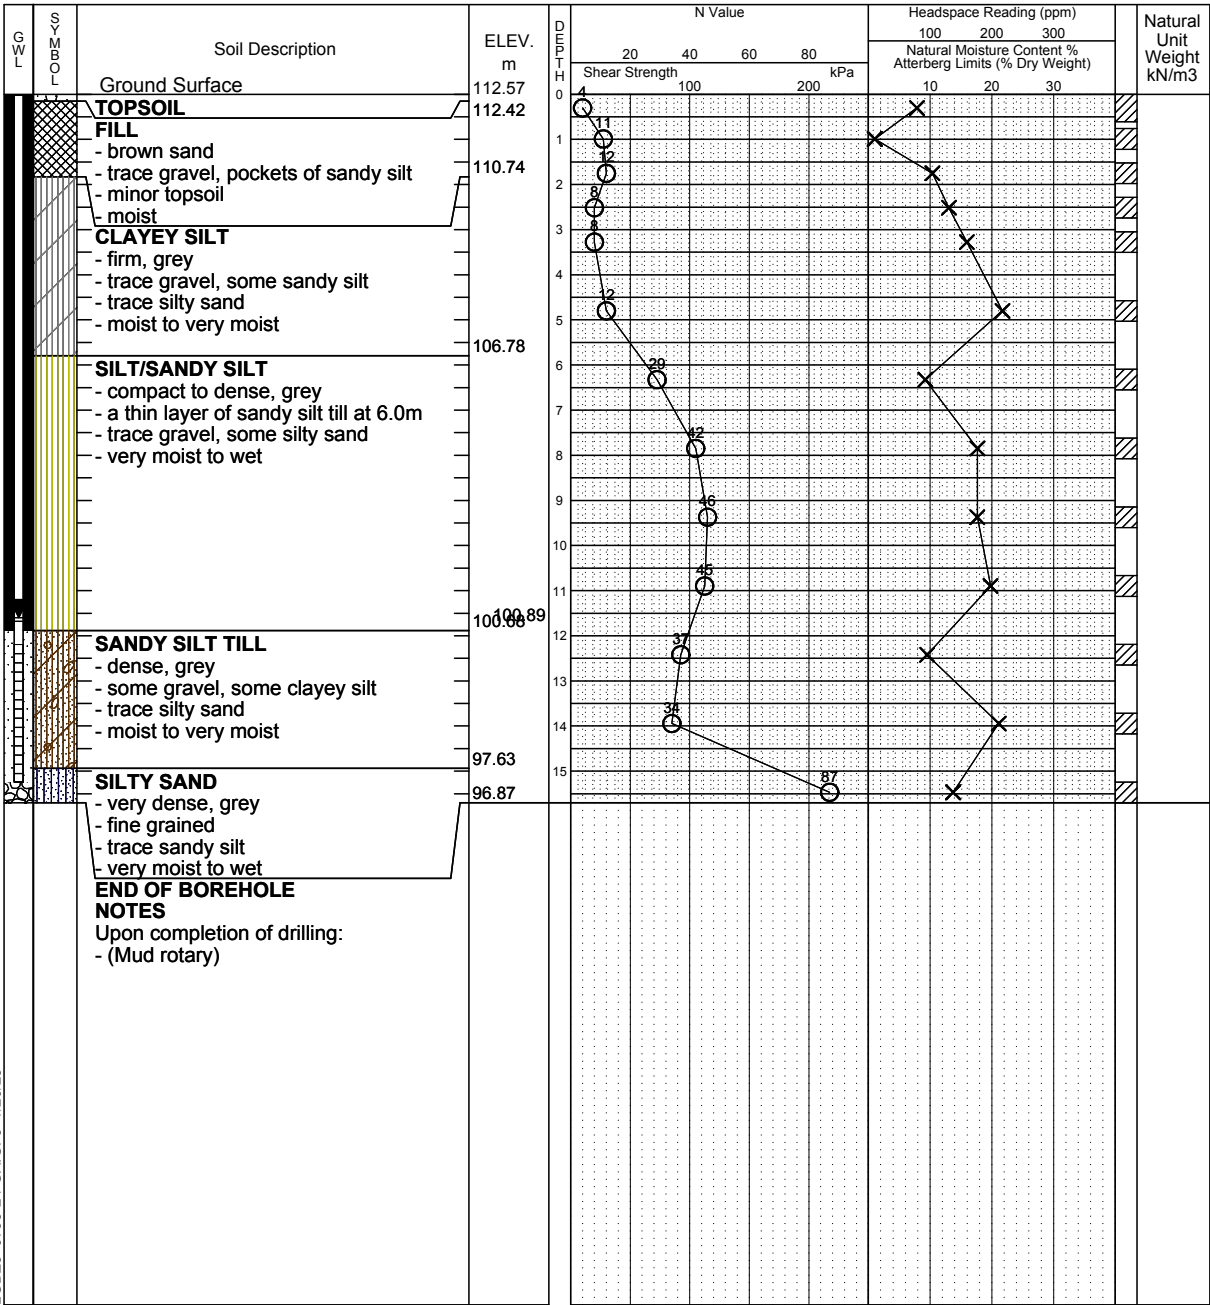 GWL
SYMBOL
Soil Description
ELEV.
m
DEPTH
N Value
20 40 60 80
Shear Strength kPa
100 200
Headspace Reading (ppm)
100 200 300
Natural Moisture Content %
Atterberg Limits (% Dry Weight)
10 20 30
Natural
Unit
Weight
kN/m3
Ground Surface
112.57
TOPSOIL
112.42
FILL
- brown sand
- trace gravel, pockets of sandy silt
110.74
- minor topsoil
- moist
CLAYEY SILT
- firm, grey
- trace gravel, some sandy silt
- trace silty sand
- moist to very moist
106.78
SILT/SANDY SILT
- compact to dense, grey
- a thin layer of sandy silt till at 6.0m
- trace gravel, some silty sand
- very moist to wet
100.89
100.68
SANDY SILT TILL
- dense, grey
- some gravel, some clayey silt
- trace silty sand
- moist to very moist
97.63
SILTY SAND
96.87
- very dense, grey
- fine grained
- trace sandy silt
- very moist to wet
END OF BOREHOLE
NOTES
Upon completion of drilling:
- (Mud rotary)
0
1
2
3
4
5
6
7
8
9
10
11
12
13
14
15
4
11
12
8
8
12
29
42
46
45
37
34
87